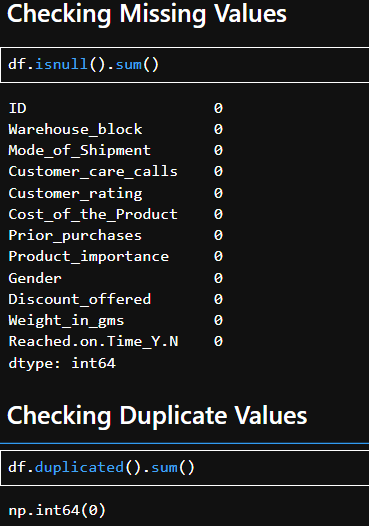 Checking Missing Values
df.isnull().sum()
ID 0
Warehouse_block 0
Mode_of_Shipment 0
Customer_care_calls 0
Customer_rating 0
Cost_of_the_Product 0
Prior_purchases 0
Product_importance 0
Gender 0
Discount_offered 0
Weight_in_gms 0
Reached.on.Time_Y.N 0
dtype: int64
Checking Duplicate Values
df.duplicated().sum()
np.int64(0)